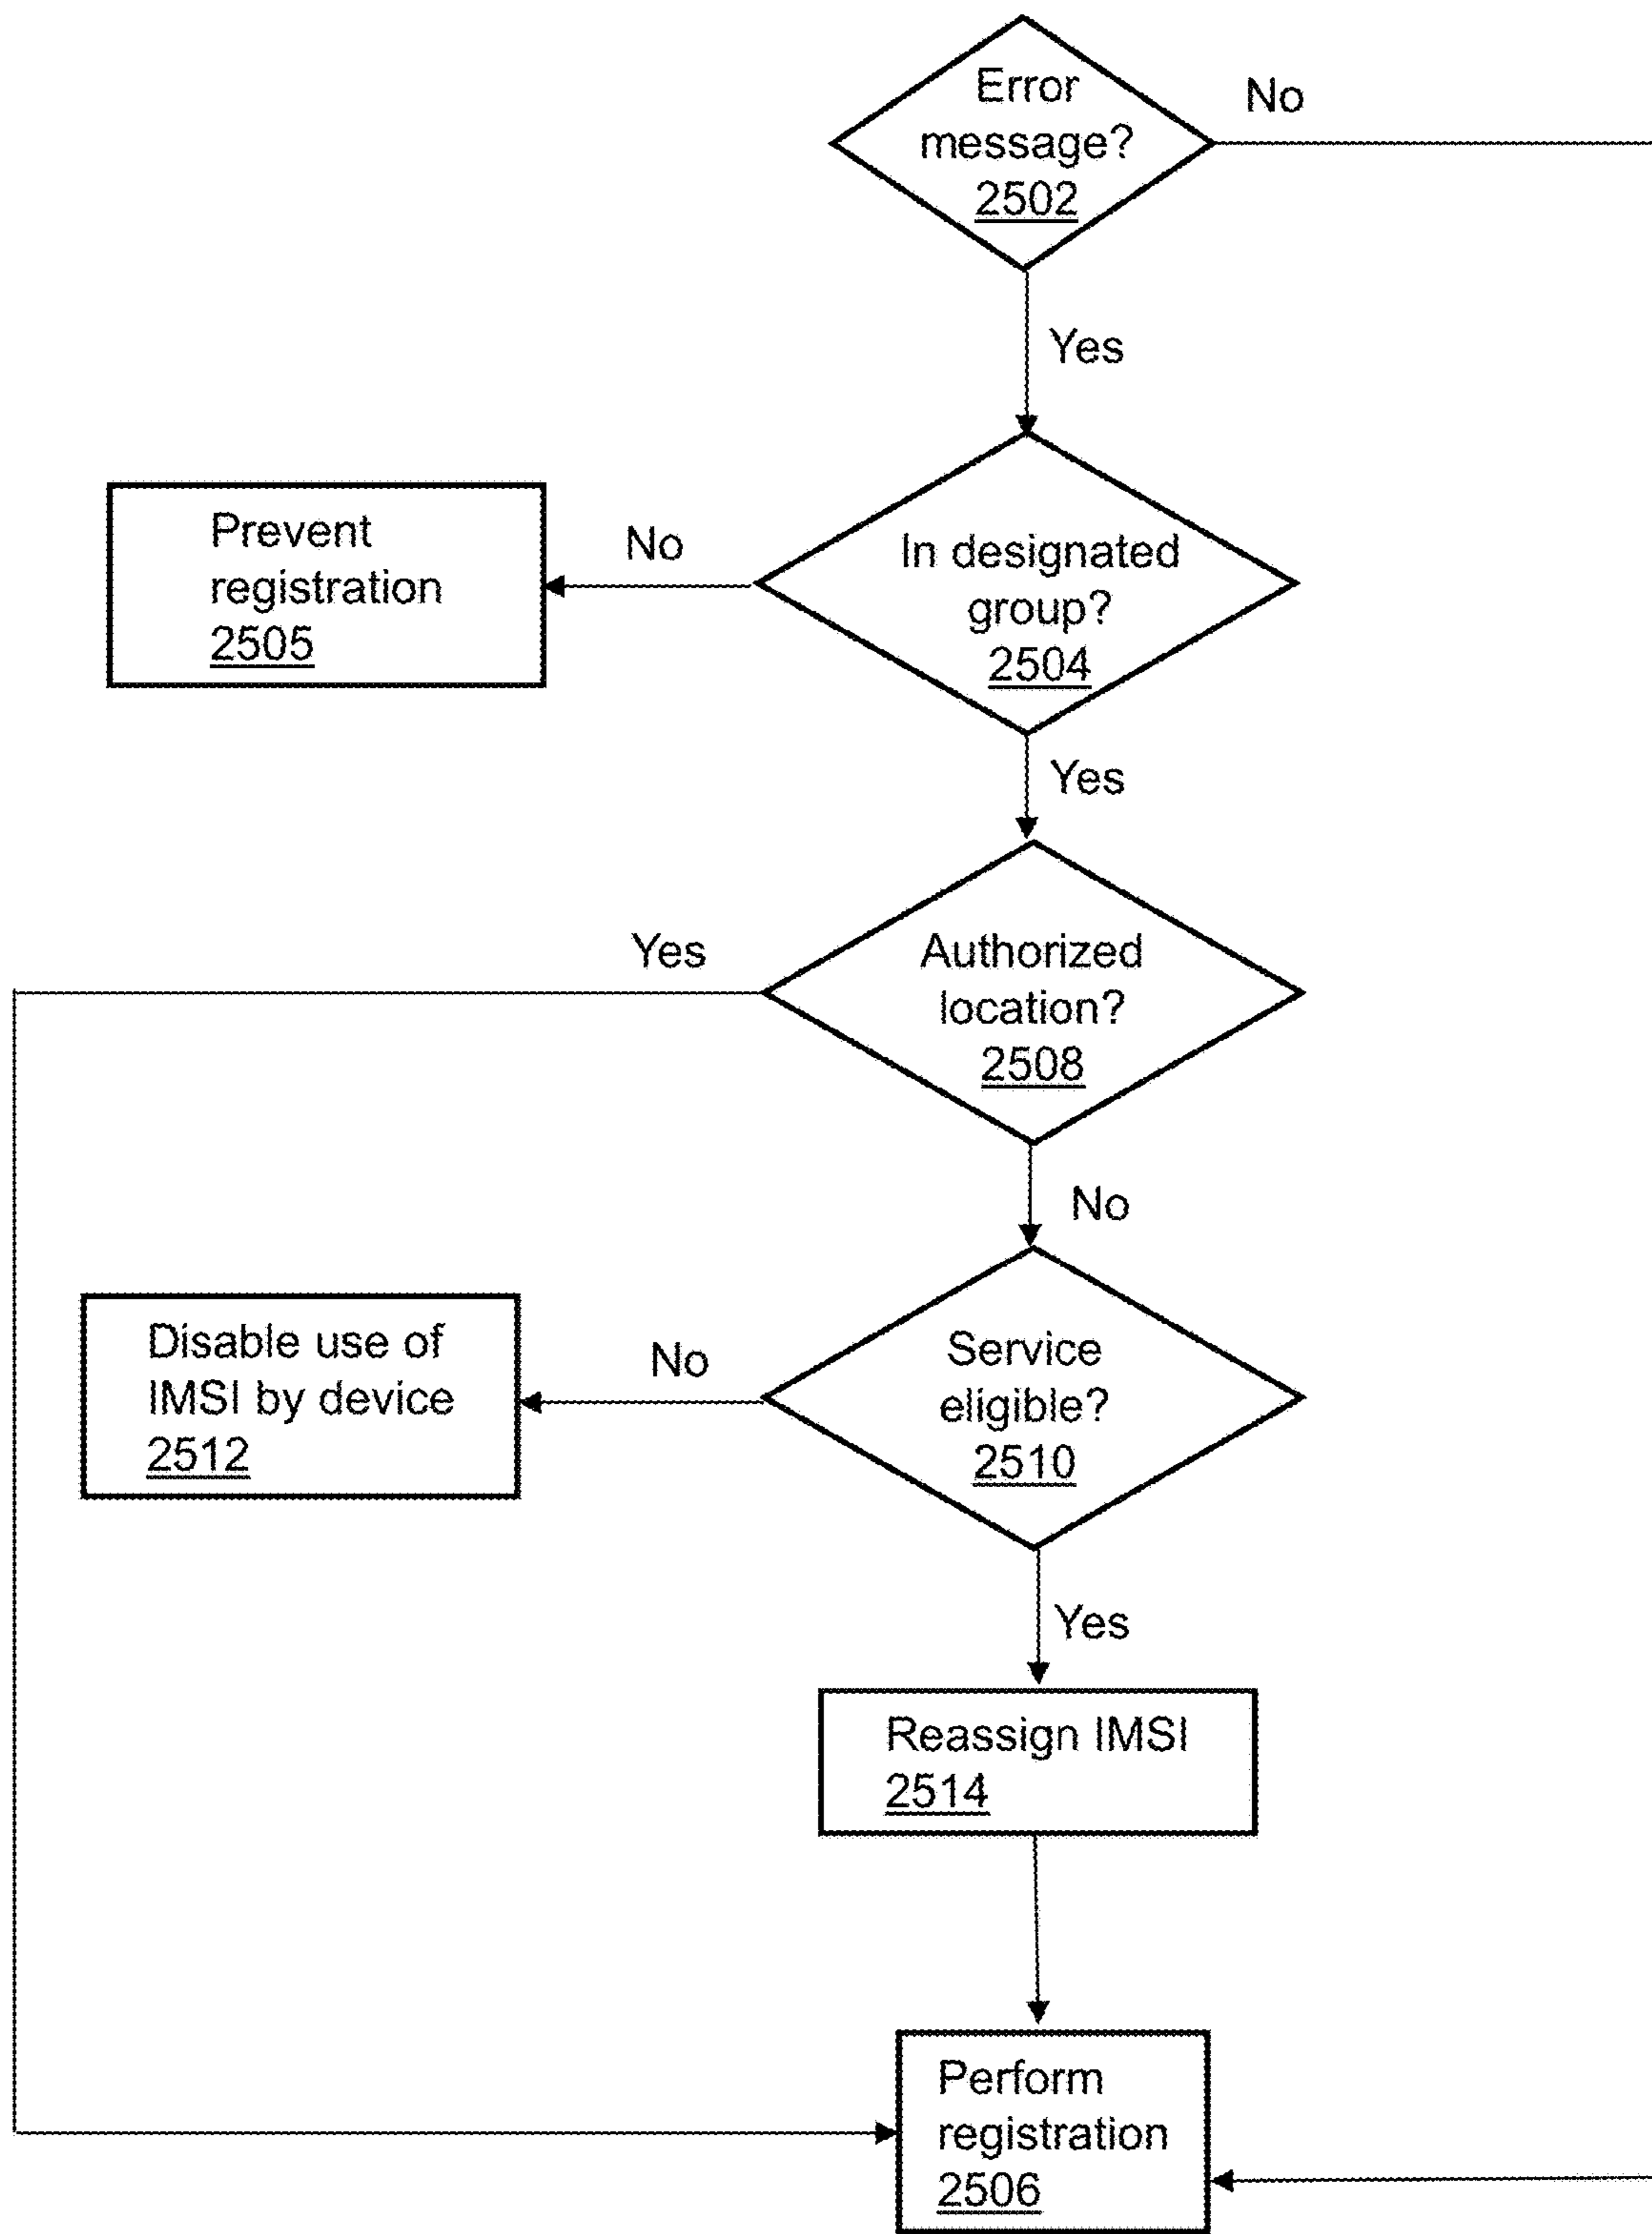 Error
message?
2502
No
Yes
In designated
group?
2504
No
Prevent
registration
2505
Yes
Authorized
location?
2508
Yes
No
Service
eligible?
2510
No
Disable use of
IMSI by device
2512
Yes
Reassign IMSI
2514
Perform
registration
2506